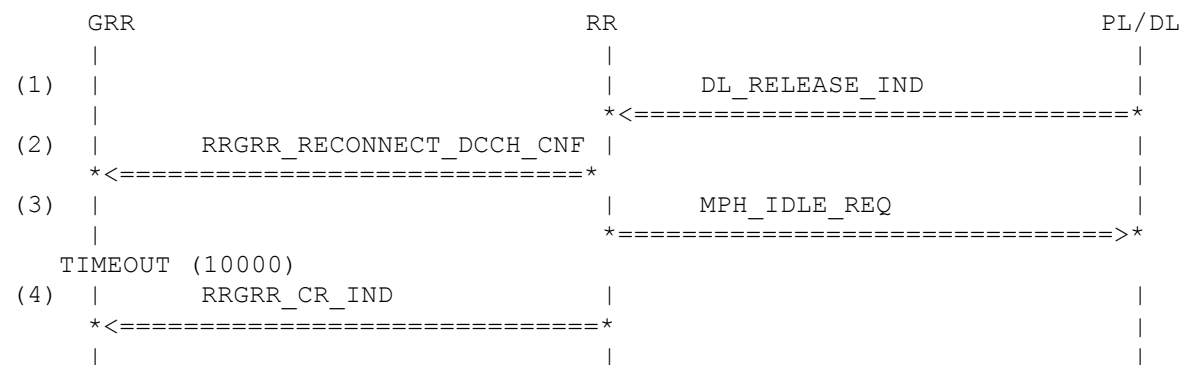 GRR RR PL/DL
(1) DL_RELEASE_IND
(2) RRGRR_RECONNECT_DCCH_CNF
(3) MPH_IDLE_REQ
TIMEOUT (10000)
(4) RRGRR_CR_IND